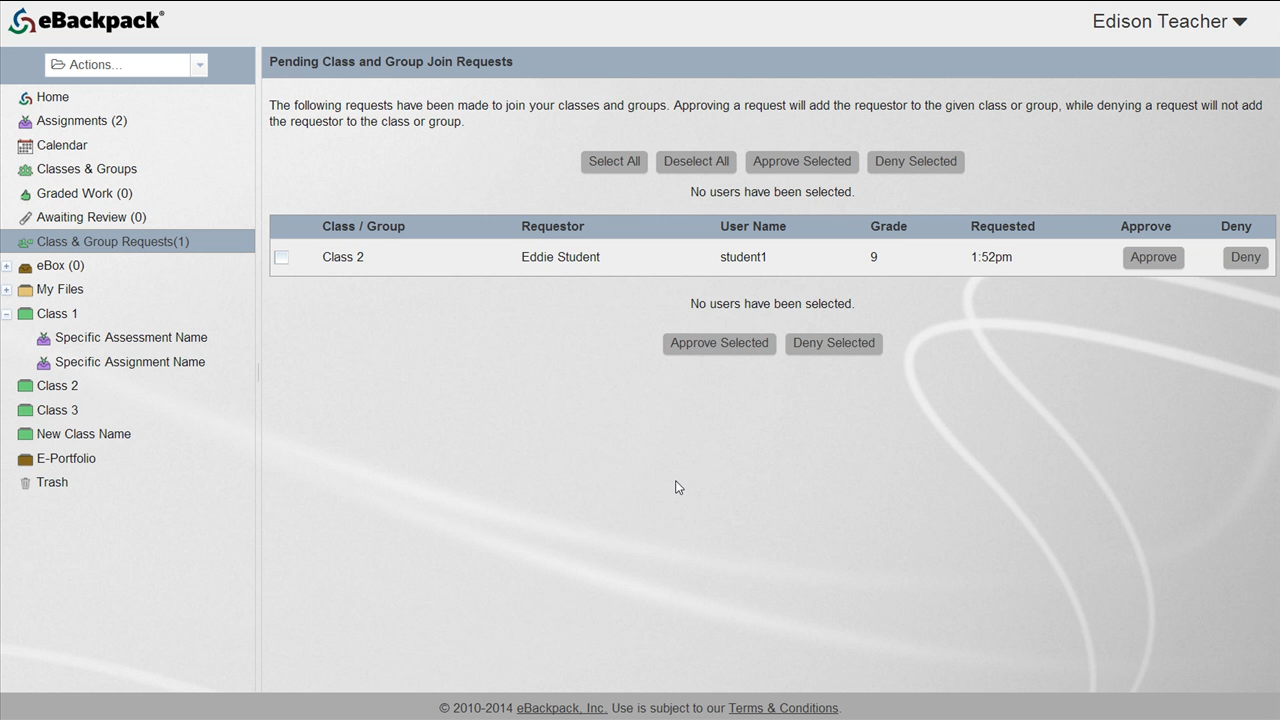 eBackpack®
Edison Teacher
Actions...
Home
Assignments (2)
Calendar
Classes & Groups
Graded Work (0)
Awaiting Review (0)
Class & Group Requests(1)
eBox (0)
My Files
Class 1
Specific Assessment Name
Specific Assignment Name
Class 2
Class 3
New Class Name
E-Portfolio
Trash
Pending Class and Group Join Requests
The following requests have been made to join your classes and groups. Approving a request will add the requestor to the given class or group, while denying a request will not add
the requestor to the class or group.
Select All Deselect All Approve Selected Deny Selected
No users have been selected.
Class / Group Requestor User Name Grade Requested Approve Deny
Class 2 Eddie Student student1 9 1:52pm Approve Deny
No users have been selected.
Approve Selected Deny Selected
© 2010-2014 eBackpack, Inc. Use is subject to our Terms & Conditions.